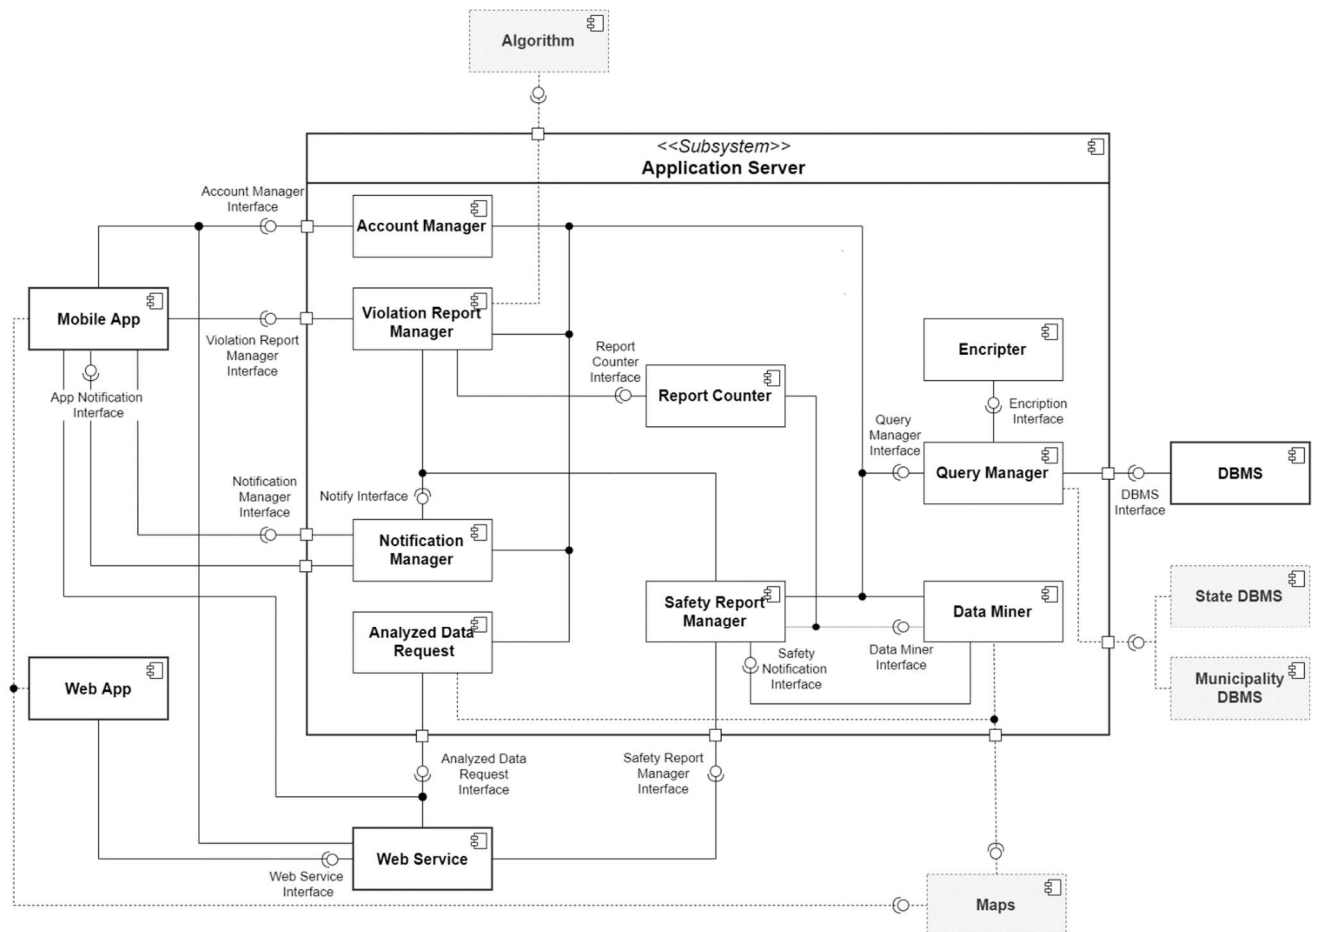 Algorithm
<<Subsystem>>
Application Server
Account Manager
Interface
Account Manager
Mobile App
Violation Report
Manager
Violation Report
Manager
Interface
App Notification
Interface
Report
Counter
Interface
Report Counter
Encripter
Encription
Interface
Query
Manager
Interface
Query Manager
DBMS
Interface
DBMS
Notification
Manager
Interface
Notify Interface
Notification
Manager
Analyzed Data
Request
Safety Report
Manager
Safety
Notification
Interface
Data Miner
Interface
Data Miner
State DBMS
Municipality
DBMS
Web App
Analyzed Data
Request
Interface
Safety Report
Manager
Interface
Web Service
Interface
Web Service
Maps